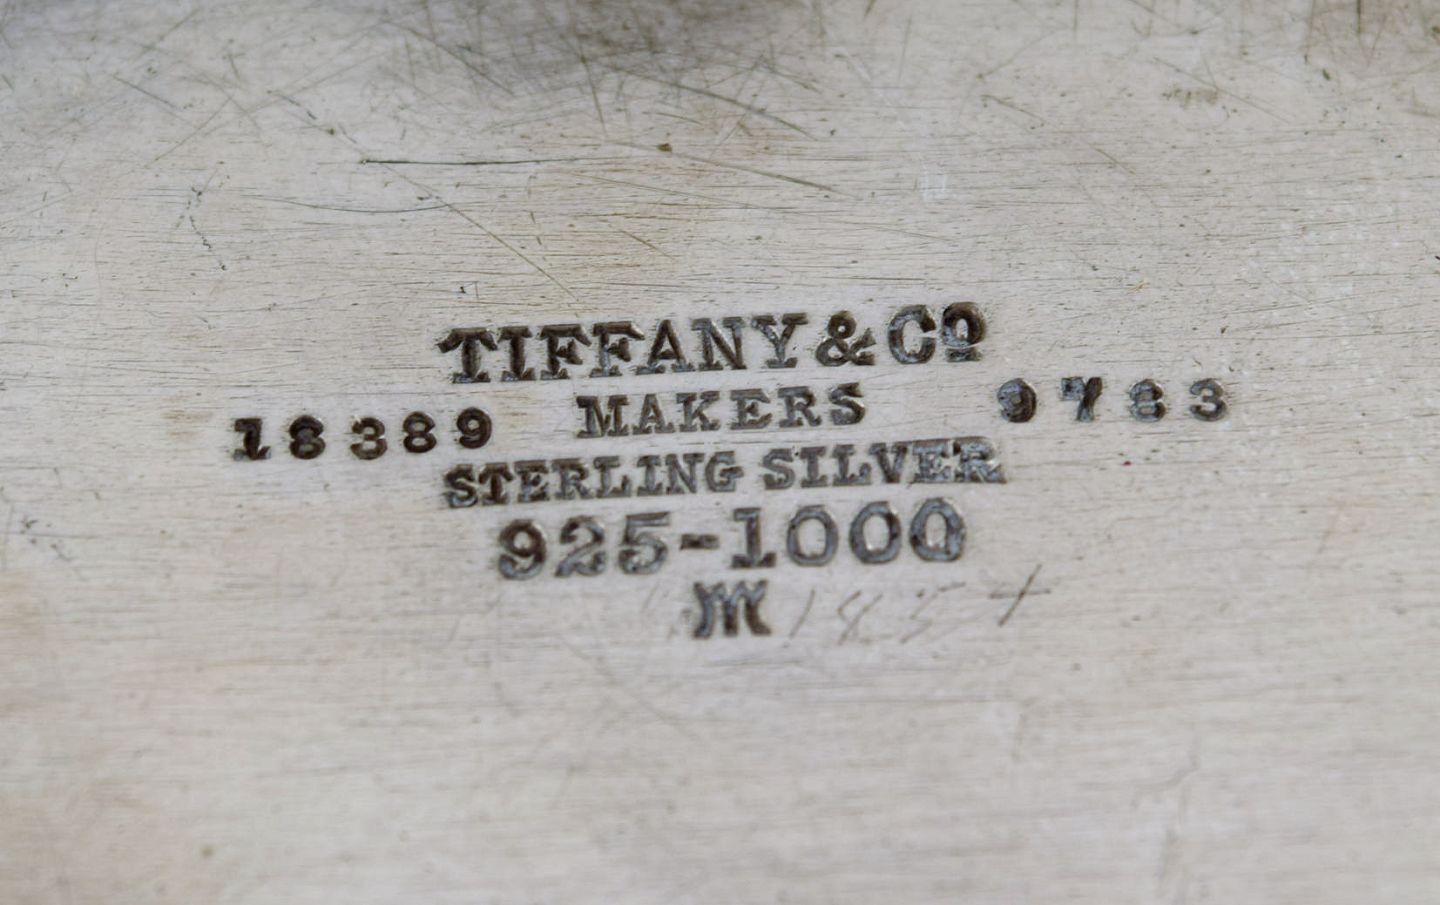 TIFFANY & Cº
18389 MAKERS 9783
STERLING SILVER
925-1000
M